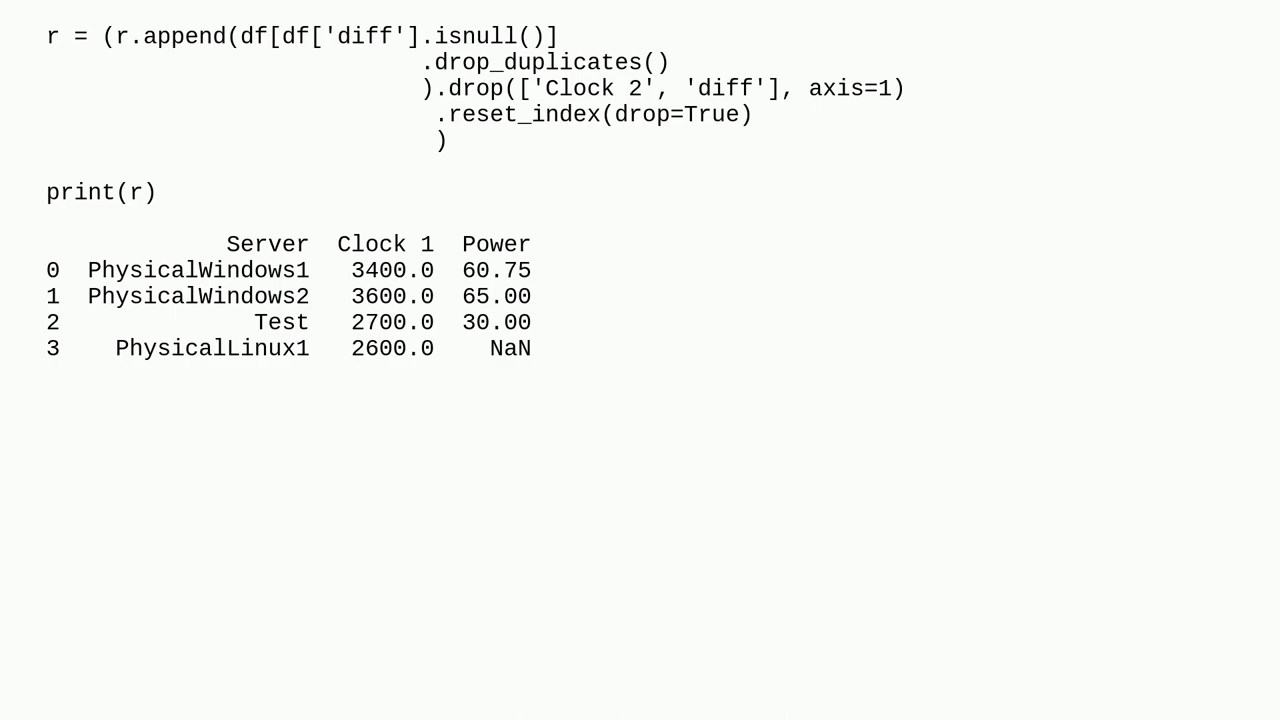 r = (r.append(df[df['diff'].isnull()]
                           .drop_duplicates()
                           ).drop(['Clock 2', 'diff'], axis=1)
                            .reset_index(drop=True)
                            )

print(r)

             Server  Clock 1  Power
0  PhysicalWindows1   3400.0  60.75
1  PhysicalWindows2   3600.0  65.00
2              Test   2700.0  30.00
3    PhysicalLinux1   2600.0    NaN